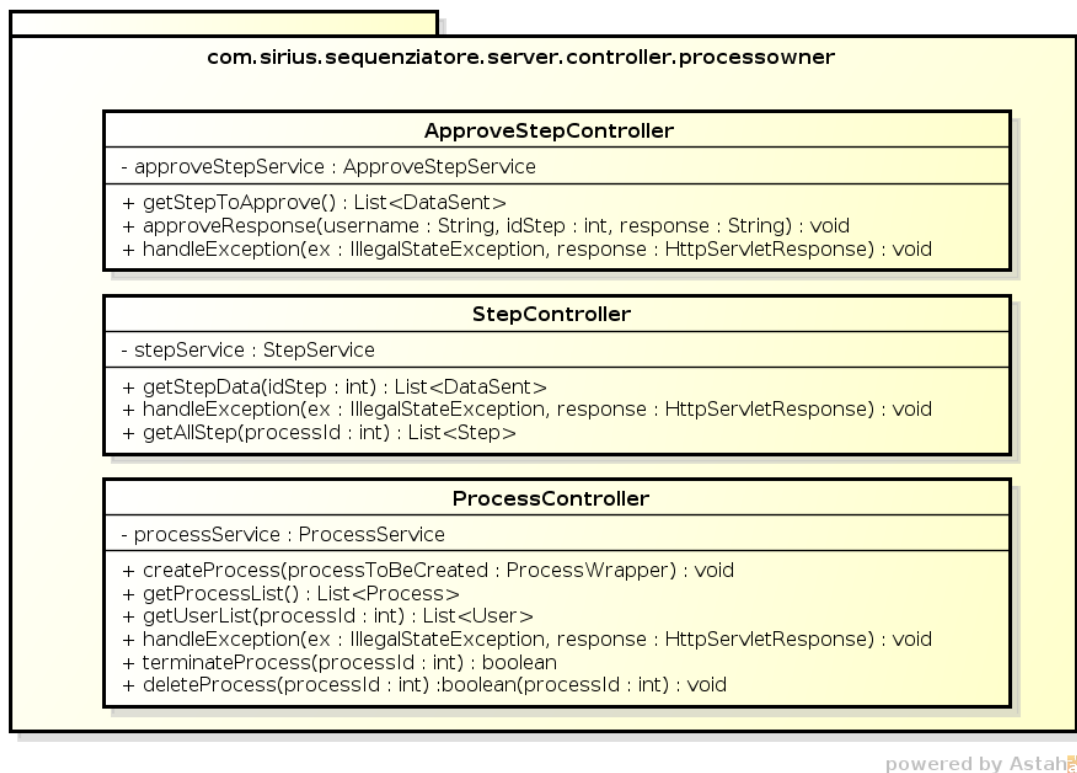 com.sirius.sequenziatore.server.controller.processowner
ApproveStepController
- approveStepService : ApproveStepService
+ getStepToApprove() : List<DataSent>
+ approveResponse(username : String, idStep : int, response : String) : void
+ handleException(ex : IllegalStateException, response : HttpServletResponse) : void
StepController
- stepService : StepService
+ getStepData(idStep : int) : List<DataSent>
+ handleException(ex : IllegalStateException, response : HttpServletResponse) : void
+ getAllStep(processId : int) : List<Step>
ProcessController
- processService : ProcessService
+ createProcess(processToBeCreated : ProcessWrapper) : void
+ getProcessList() : List<Process>
+ getUserList(processId : int) : List<User>
+ handleException(ex : IllegalStateException, response : HttpServletResponse) : void
+ terminateProcess(processId : int) : boolean
+ deleteProcess(processId : int) :boolean(processId : int) : void
powered by Astah